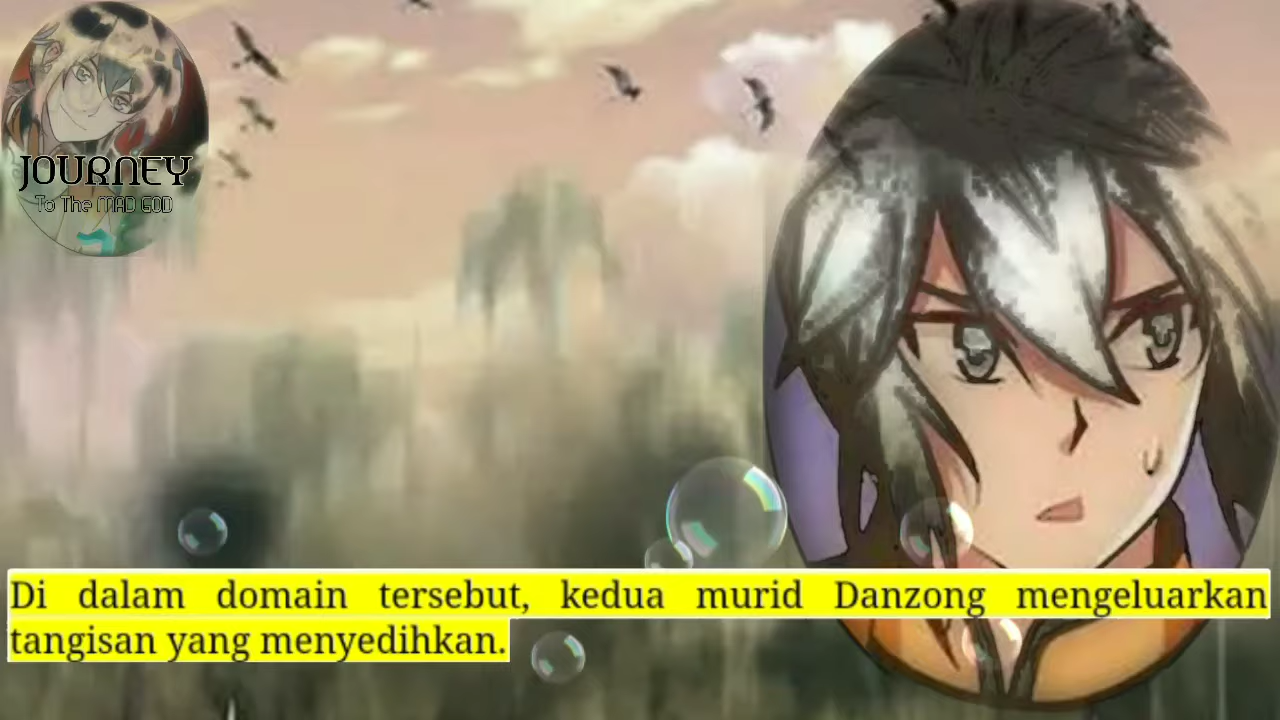 JOURNEY
To The MAD GOD
Di dalam domain tersebut, kedua murid Danzong mengeluarkan
tangisan yang menyedihkan.